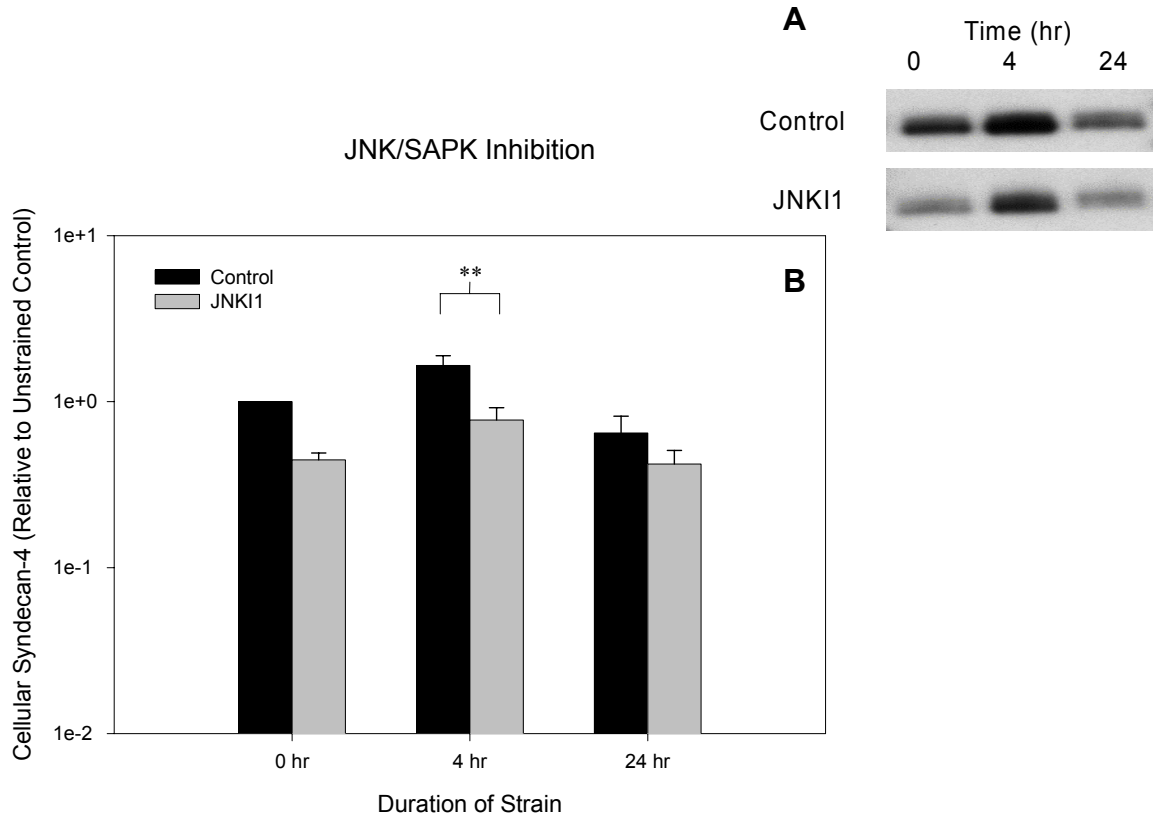 A
Time (hr)
0 4 24
Control
JNKI1
JNK/SAPK Inhibition
Cellular Syndecan-4 (Relative to Unstrained Control)
1e+1
1e+0
1e-1
1e-2
Control
JNKI1
**
B
0 hr 4 hr 24 hr
Duration of Strain